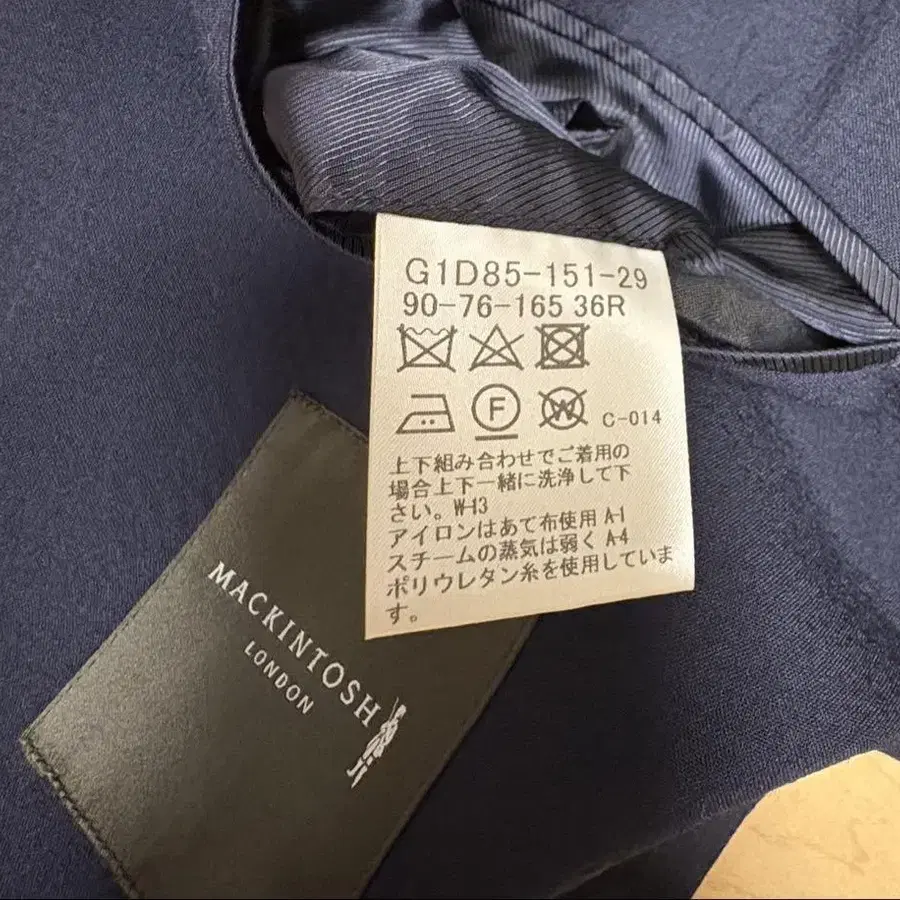 G1D85-151-29
90-76-165 36R
F W C-014
上下組み合わせでご着用の
場合上下一緒に洗浄して下
さい。W-13
アイロンはあて布使用 A-1
スチームの蒸気は弱く A-4
ポリウレタン糸を使用していま
す。
MACKINTOSH
LONDON